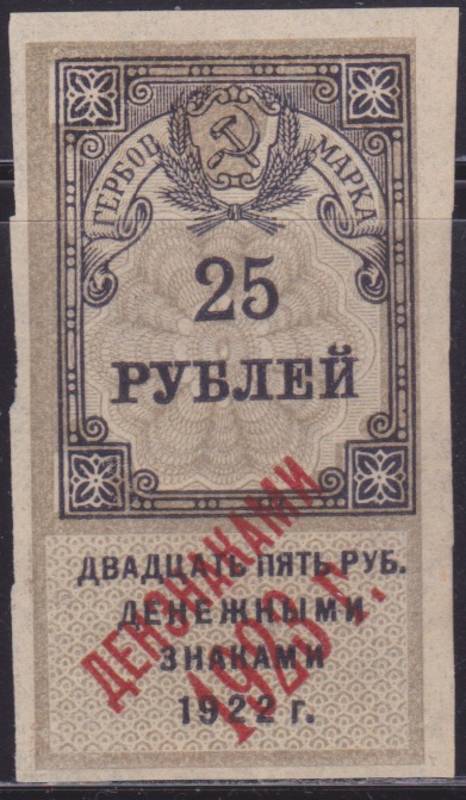 ГЕРБОВ МАРКА
25
РУБЛЕЙ
ДВАДЦАТЬ ПЯТЬ РУБ.
ДЕНЕЖНЫМИ
ЗНАКАМИ
1922 г.
ДЕНЗНАКАМИ
1923 г.